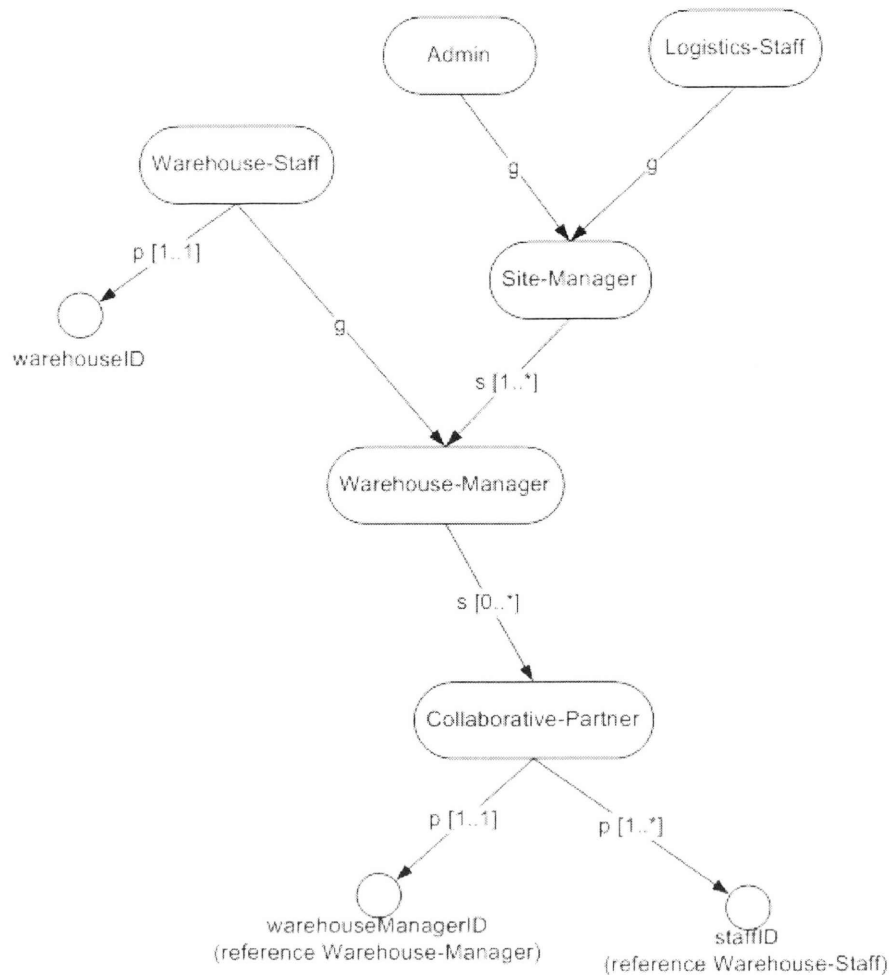 Admin
Logistics-Staff
Warehouse-Staff
g
g
p [1..1]
Site-Manager
warehouseID
g
s [1..*]
Warehouse-Manager
s [0..*]
Collaborative-Partner
p [1..1]
p [1..*]
warehouseManagerID
(reference Warehouse-Manager)
staffID
(reference Warehouse-Staff)